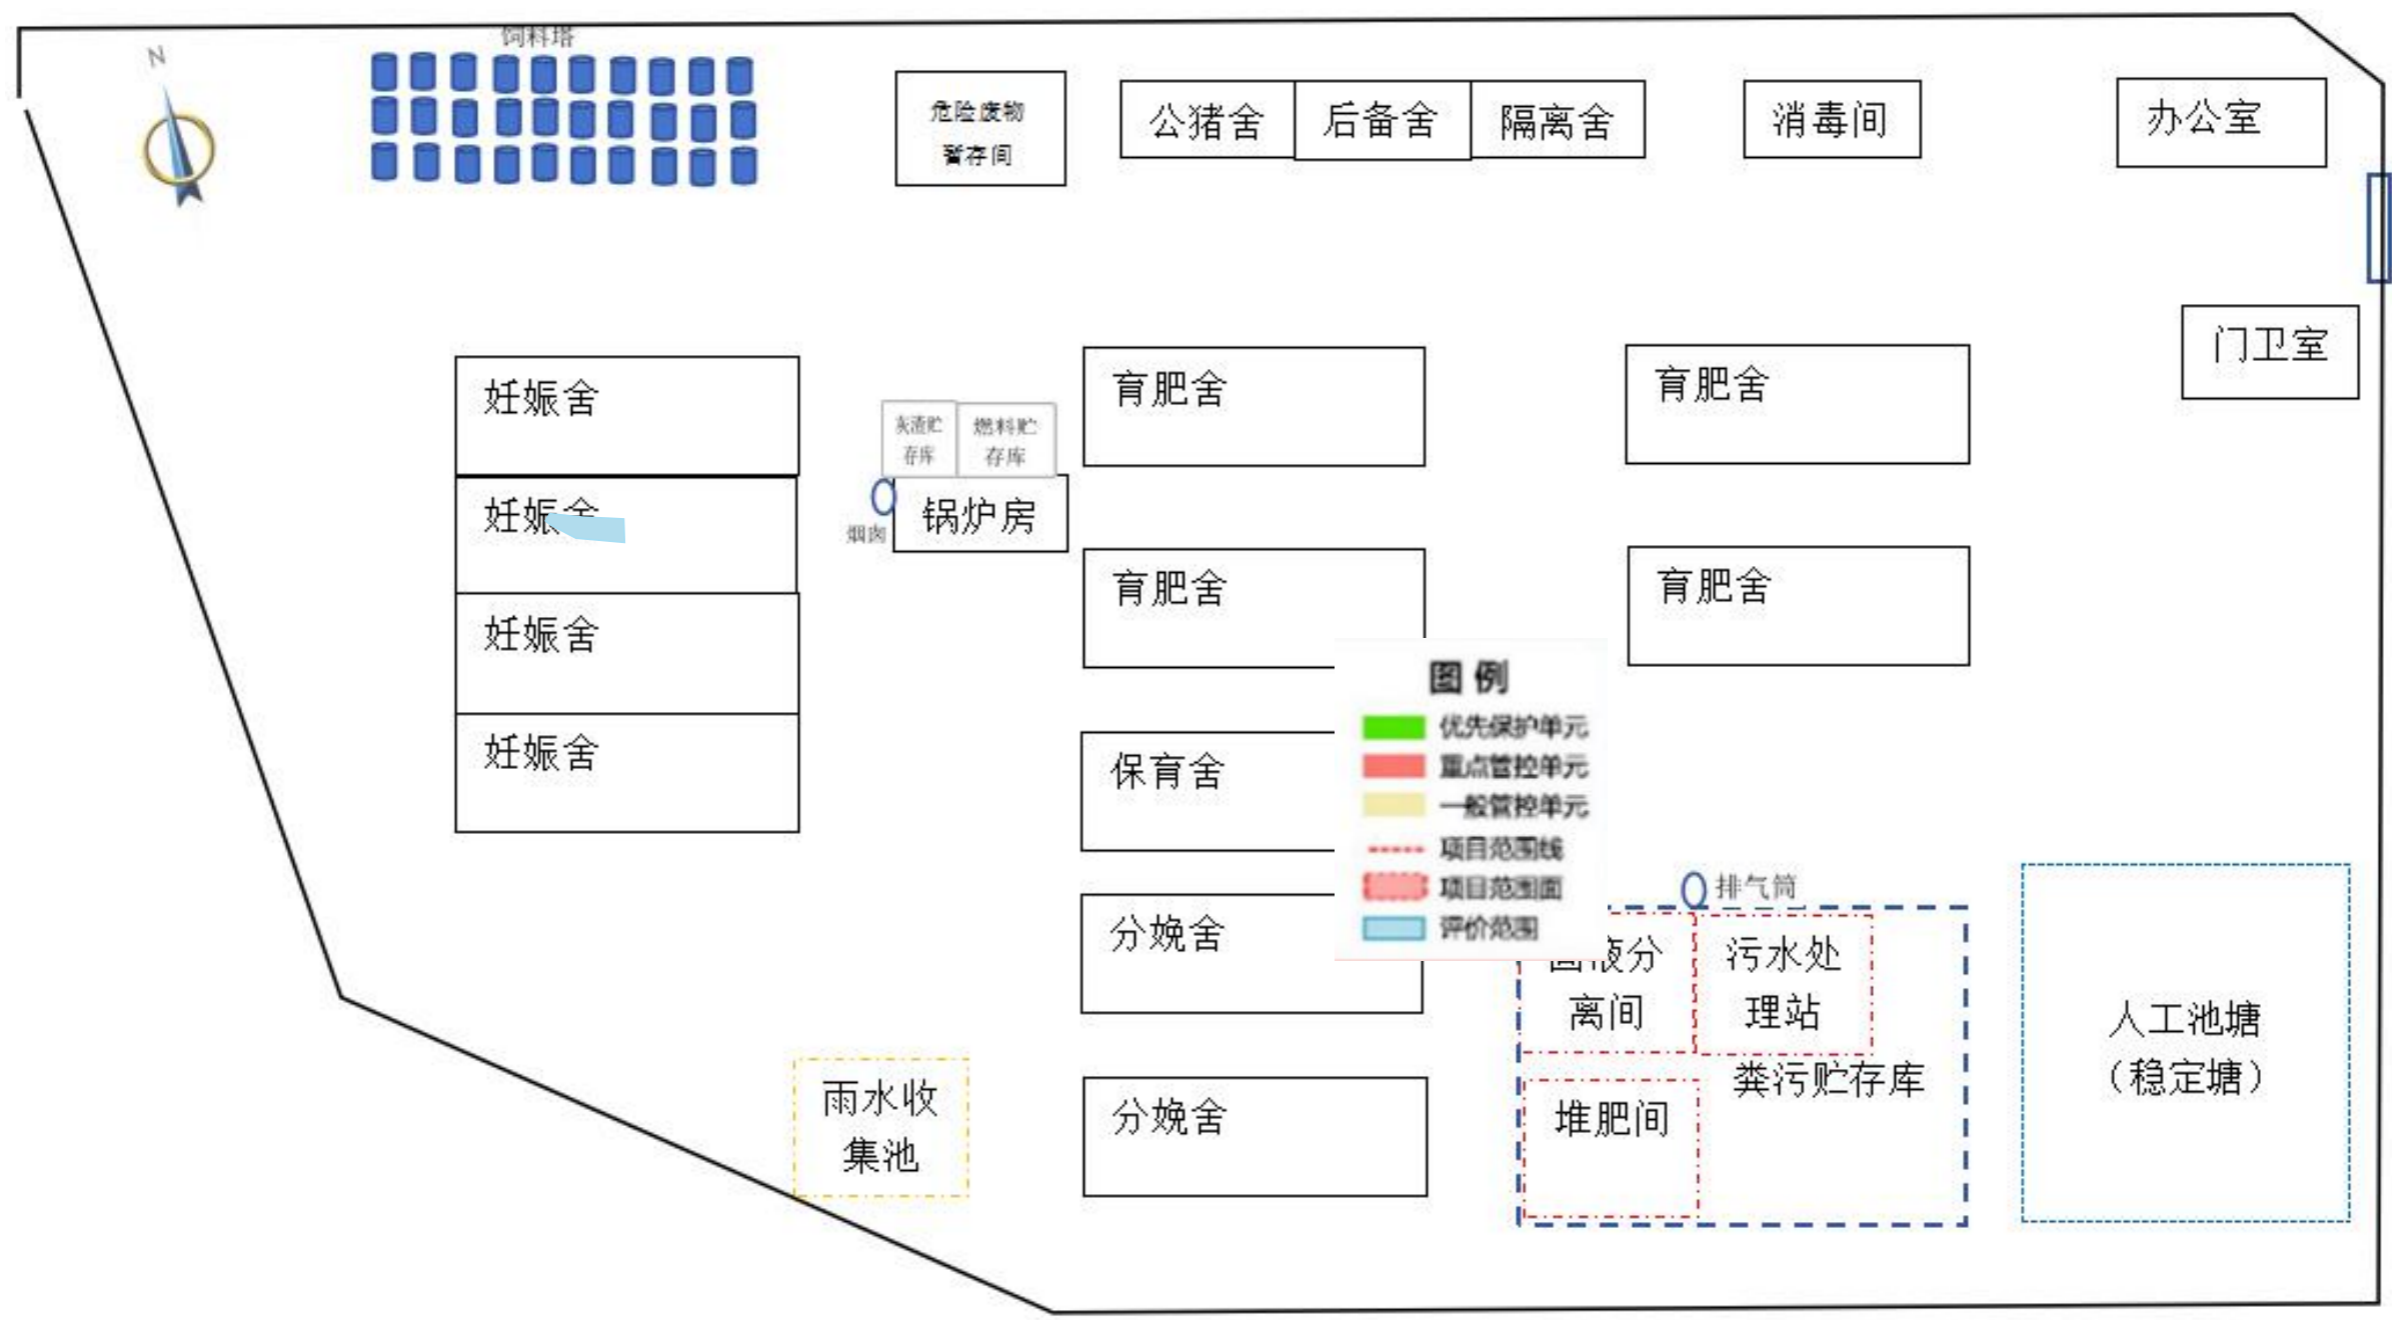 饲料塔
N
危险废物
暂存间
公猪舍
后备舍
隔离舍
消毒间
办公室
门卫室
妊娠舍
妊娠舍
妊娠舍
妊娠舍
灰渣贮
存库
燃料贮
存库
烟囱
锅炉房
育肥舍
育肥舍
育肥舍
育肥舍
保育舍
分娩舍
分娩舍
图例
优先保护单元
重点管控单元
一般管控单元
项目范围线
项目范围面
评价范围
排气筒
固液分
离间
污水处
理站
粪污贮存库
堆肥间
人工池塘
（稳定塘）
雨水收
集池